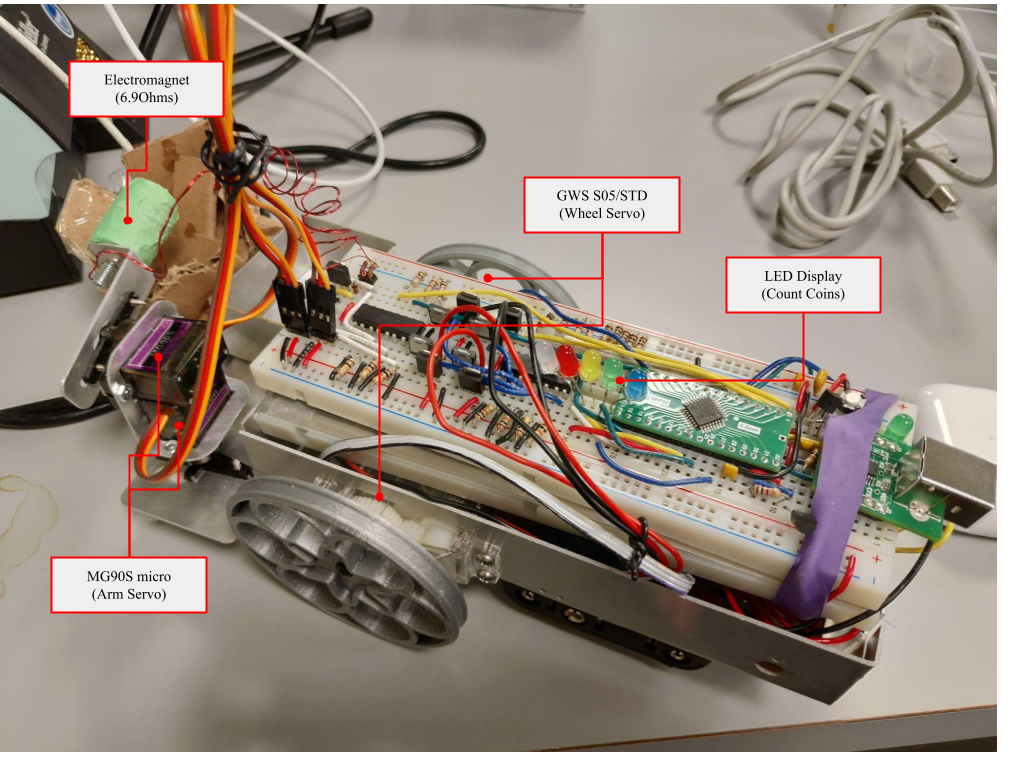 Electromagnet
(6.9Ohms)
GWS S05/STD
(Wheel Servo)
LED Display
(Count Coins)
MG90S micro
(Arm Servo)